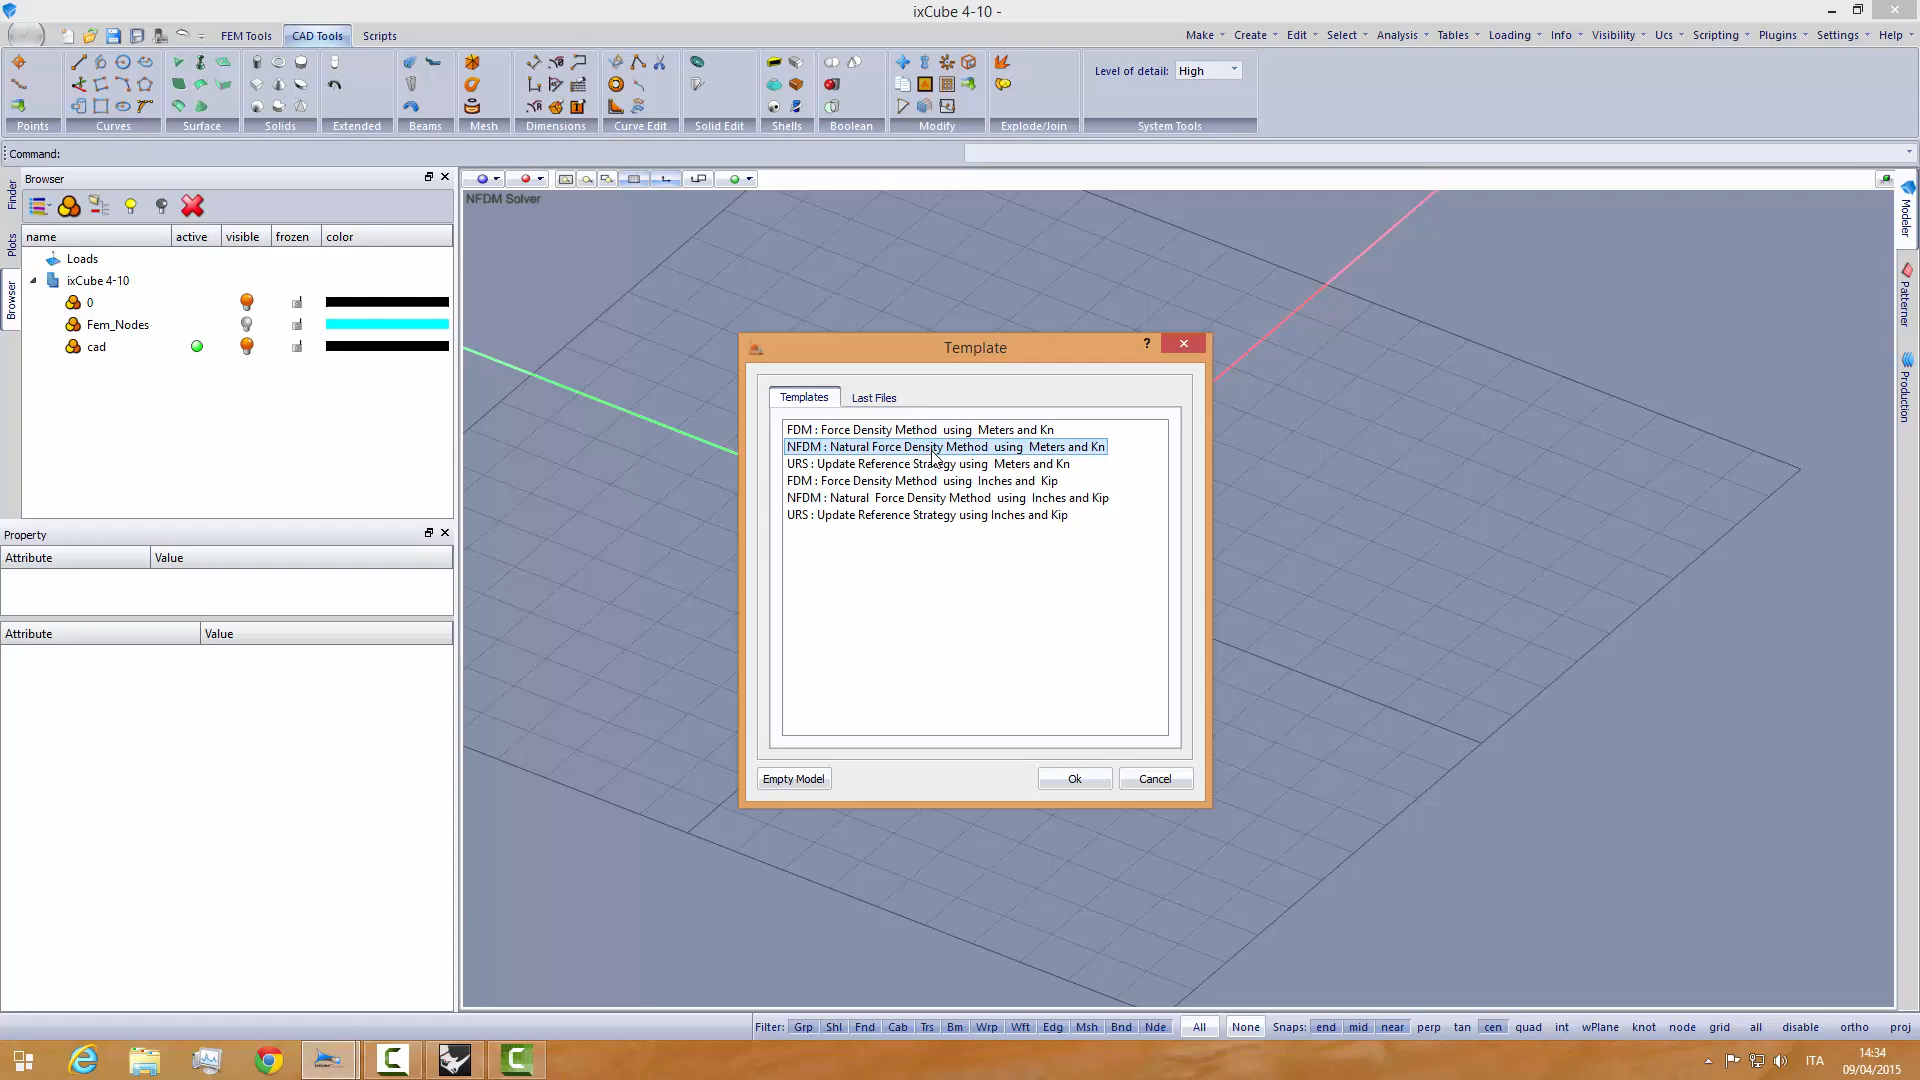 ixCube 4-10 -
FEM Tools CAD Tools Scripts
Make Create Edit Select Analysis Tables Loading Info Visibility Ucs Scripting Plugins Settings Help
Level of detail: High
Points Curves Surface Solids Extended Beams Mesh Dimensions Curve Edit Solid Edit Shells Boolean Modify Explode/Join System Tools
Command:
Browser
name active visible frozen color
Loads
ixCube 4-10
0
Fem_Nodes
cad
Finder
Plots
Browser
Property
Attribute Value
Attribute Value
NFDM Solver
Template
?
Templates Last Files
FDM : Force Density Method using Meters and Kn
NFDM : Natural Force Density Method using Meters and Kn
URS : Update Reference Strategy using Meters and Kn
FDM : Force Density Method using Inches and Kip
NFDM : Natural Force Density Method using Inches and Kip
URS : Update Reference Strategy using Inches and Kip
Empty Model Ok Cancel
Modeler
Patterner
Production
Filter: Grp Shl Fnd Cab Trs Bm Wrp Wft Edg Msh Bnd Nde All None Snaps: end mid near perp tan cen quad int wPlane knot node grid all disable ortho proj
ITA
14:34
09/04/2015